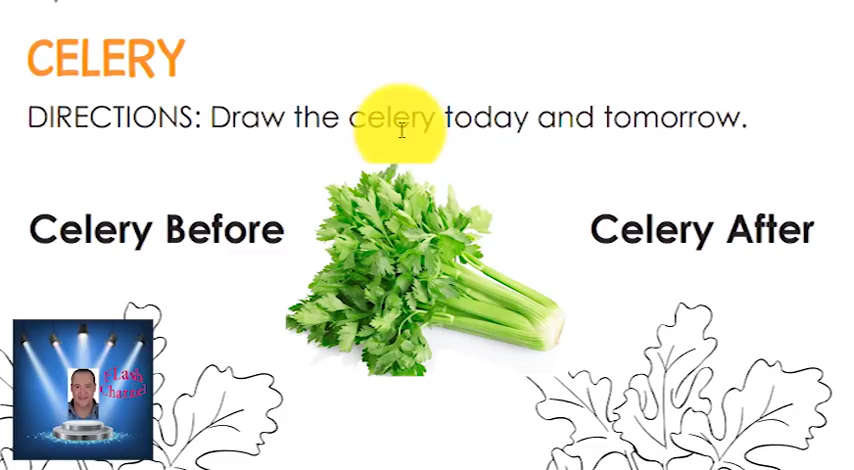 CELERY
DIRECTIONS: Draw the celery today and tomorrow.
Celery Before
Celery After
FLash
Channel